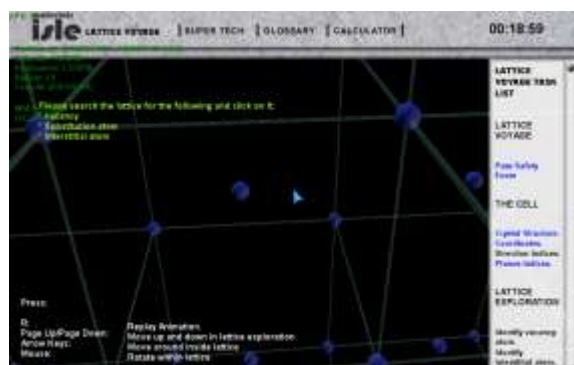 isle LATTICE VOYAGE SUPER TECH GLOSSARY CALCULATOR
00:18:59
Please search the lattice for the following and click on it:
Vacancy
Substitution atom
Interstitial atom
LATTICE
VOYAGE TASK
LIST
LATTICE
VOYAGE
Pass Safety
Exam
THE CELL
Crystal Structure
Coordinates
Direction Indices
Planar Indices
LATTICE
EXPLORATION
Identify vacancy
atom
Identify
interstitial atom
Press:
R: Replay Animation
Page Up/Page Down: Move up and down in lattice exploration
Arrow Keys: Move around inside lattice
Mouse: Rotate within lattice